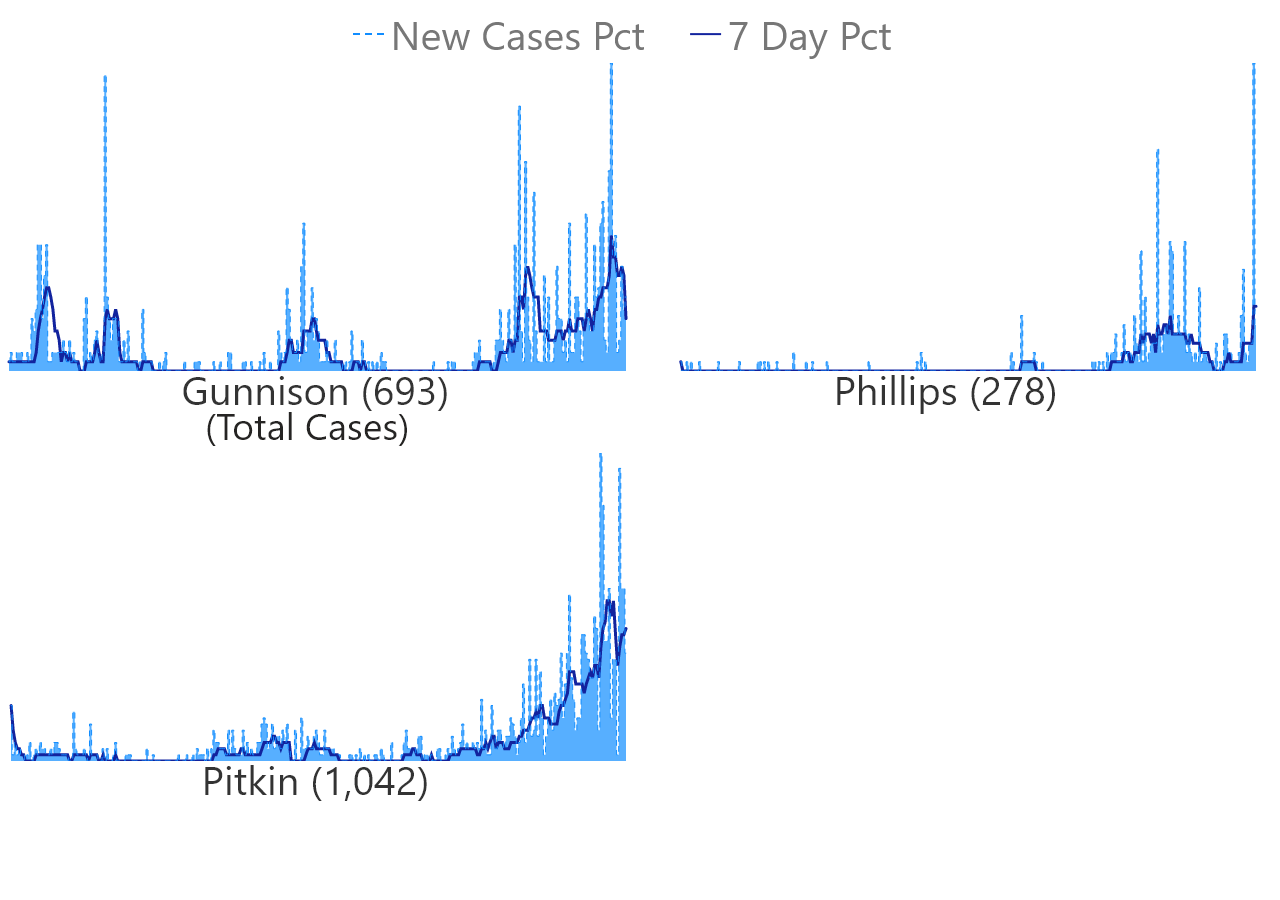 New Cases Pct 7 Day Pct
Gunnison (693)
(Total Cases)
Phillips (278)
Pitkin (1,042)